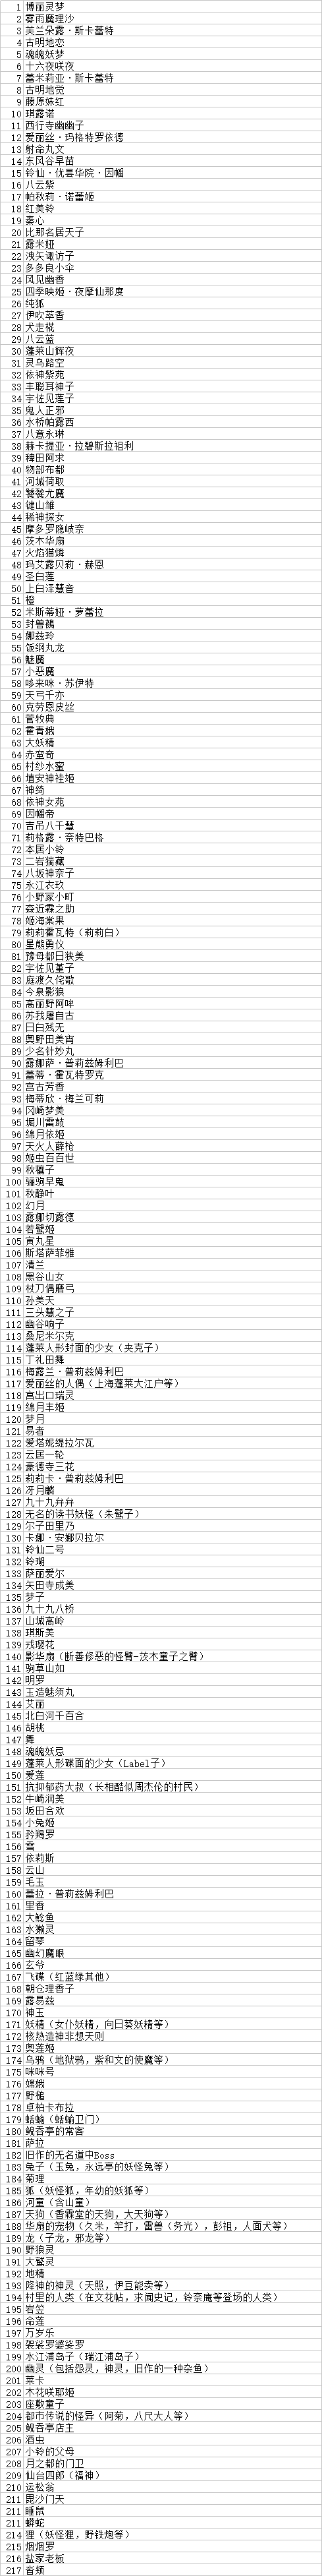 1 博丽灵梦
2 雾雨魔理沙
3 芙兰朵露·斯卡蕾特
4 古明地恋
5 魂魄妖梦
6 十六夜咲夜
7 蕾米莉亚·斯卡蕾特
8 古明地觉
9 藤原妹红
10 琪露诺
11 西行寺幽幽子
12 爱丽丝·玛格特罗依德
13 射命丸文
14 东风谷早苗
15 铃仙·优昙华院·因幡
16 八云紫
17 帕秋莉·诺蕾姬
18 红美铃
19 秦心
20 比那名居天子
21 露米娅
22 洩矢诹访子
23 多多良小伞
24 风见幽香
25 四季映姬·夜摩仙那度
26 纯狐
27 伊吹萃香
28 犬走椛
29 八云蓝
30 蓬莱山辉夜
31 灵乌路空
32 依神紫苑
33 丰聪耳神子
34 宇佐见莲子
35 鬼人正邪
36 水桥帕露西
37 八意永琳
38 赫卡提亚·拉碧斯拉祖利
39 稗田阿求
40 物部布都
41 河城荷取
42 饕餮尤魔
43 键山雏
44 稀神探女
45 摩多罗隐岐奈
46 茨木华扇
47 火焰猫燐
48 玛艾露贝莉·赫恩
49 圣白莲
50 上白泽慧音
51 橙
52 米斯蒂娅·萝蕾拉
53 封兽鵺
54 娜兹玲
55 饭纲丸龙
56 魅魔
57 小恶魔
58 哆来咪·苏伊特
59 天弓千亦
60 克劳恩皮丝
61 菅牧典
62 霍青娥
63 大妖精
64 赤蛮奇
65 村纱水蜜
66 埴安神袿姬
67 神绮
68 依神女苑
69 因幡帝
70 吉吊八千慧
71 莉格露·奈特巴格
72 本居小铃
73 二岩猯藏
74 八坂神奈子
75 永江衣玖
76 小野冢小町
77 森近霖之助
78 姬海棠果
79 莉莉霍瓦特（莉莉白）
80 星熊勇仪
81 豫母都日狭美
82 宇佐见堇子
83 庭渡久侘歌
84 今泉影狼
85 高丽野阿吽
86 苏我屠自古
87 日白残无
88 奥野田美宵
89 少名针妙丸
90 露娜萨·普莉兹姆利巴
91 蕾蒂·霍瓦特罗克
92 宫古芳香
93 梅蒂欣·梅兰可莉
94 冈崎梦美
95 堀川雷鼓
96 绵月依姬
97 天火人薛枪
98 姬虫百百世
99 秋穰子
100 骊驹早鬼
101 秋静叶
102 幻月
103 露娜切露德
104 若鹭姬
105 寅丸星
106 斯塔萨菲雅
107 清兰
108 黑谷山女
109 杖刀偶磨弓
110 孙美天
111 三头慧之子
112 幽谷响子
113 桑尼米尔克
114 蓬莱人形封面的少女（夹克子）
115 丁礼田舞
116 梅露兰·普莉兹姆利巴
117 爱丽丝的人偶（上海蓬莱大江户等）
118 宫出口瑞灵
119 绵月丰姬
120 梦月
121 易者
122 爱塔妮缇拉尔瓦
123 云居一轮
124 豪德寺三花
125 莉莉卡·普莉兹姆利巴
126 冴月麟
127 九十九弁弁
128 无名的读书妖怪（朱鹭子）
129 尔子田里乃
130 卡娜·安娜贝拉尔
131 铃仙二号
132 铃瑚
133 萨丽爱尔
134 矢田寺成美
135 梦子
136 九十九八桥
137 山城高岭
138 琪斯美
139 戎璎花
140 影华扇（断善修恶的怪臂-茨木童子之臂）
141 驹草山如
142 明罗
143 玉造魅须丸
144 艾丽
145 北白河千百合
146 胡桃
147 舞
148 魂魄妖忌
149 蓬莱人形碟面的少女（Label子）
150 爱莲
151 抗抑郁药大叔（长相酷似周杰伦的村民）
152 牛崎润美
153 坂田合欢
154 小兔姬
155 矜羯罗
156 雪
157 依莉斯
158 云山
159 毛玉
160 蕾拉·普莉兹姆利巴
161 里香
162 大鲶鱼
163 水獭灵
164 留琴
165 幽幻魔眼
166 玄爷
167 飞碟（红蓝绿其他）
168 朝仓理香子
169 露易兹
170 神玉
171 妖精（女仆妖精，向日葵妖精等）
172 核热造神非想天则
173 奥莲姬
174 乌鸦（地狱鸦，紫和文的使魔等）
175 咪咪号
176 嫦娥
177 野槌
178 卓柏卡布拉
179 蛞蝓（蛞蝓卫门）
180 鲵吞亭的常客
181 萨拉
182 旧作的无名道中Boss
183 兔子（玉兔，永远亭的妖怪兔等）
184 菊理
185 狐（妖怪狐，年幼的妖狐等）
186 河童（含山童）
187 天狗（香霖堂的天狗，大天狗等）
188 华扇的宠物（久米，竿打，雷兽（务光），彭祖，人面犬等）
189 龙（子龙，邪龙等）
190 野狼灵
191 大鹫灵
192 地精
193 降神的神灵（天照，伊豆能卖等）
194 村里的人类（在文花帖，求闻史记，铃奈庵等登场的人类）
195 岩笠
196 命莲
197 万岁乐
198 袈裟罗婆娑罗
199 水江浦岛子（瑞江浦岛子）
200 幽灵（包括怨灵，神灵，旧作的一种杂鱼）
201 莱卡
202 木花咲耶姬
203 座敷童子
204 都市传说的怪异（阿菊，八尺大人等）
205 鲵吞亭店主
206 酒虫
207 小铃的父母
208 月之都的门卫
209 仙台四郎（福神）
210 运松翁
211 毘沙门天
211 睡鼠
211 蟒蛇
214 狸（妖怪狸，野铁炮等）
215 烟烟罗
216 盐家老板
217 沓颊